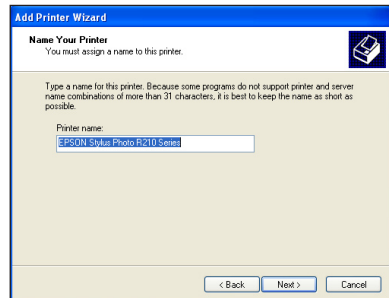 Add Printer Wizard
Name Your Printer
You must assign a name to this printer.
Type a name for this printer. Because some programs do not support printer and server
name combinations of more than 31 characters, it is best to keep the name as short as
possible.
Printer name:
EPSON Stylus Photo R210 Series
< Back
Next >
Cancel